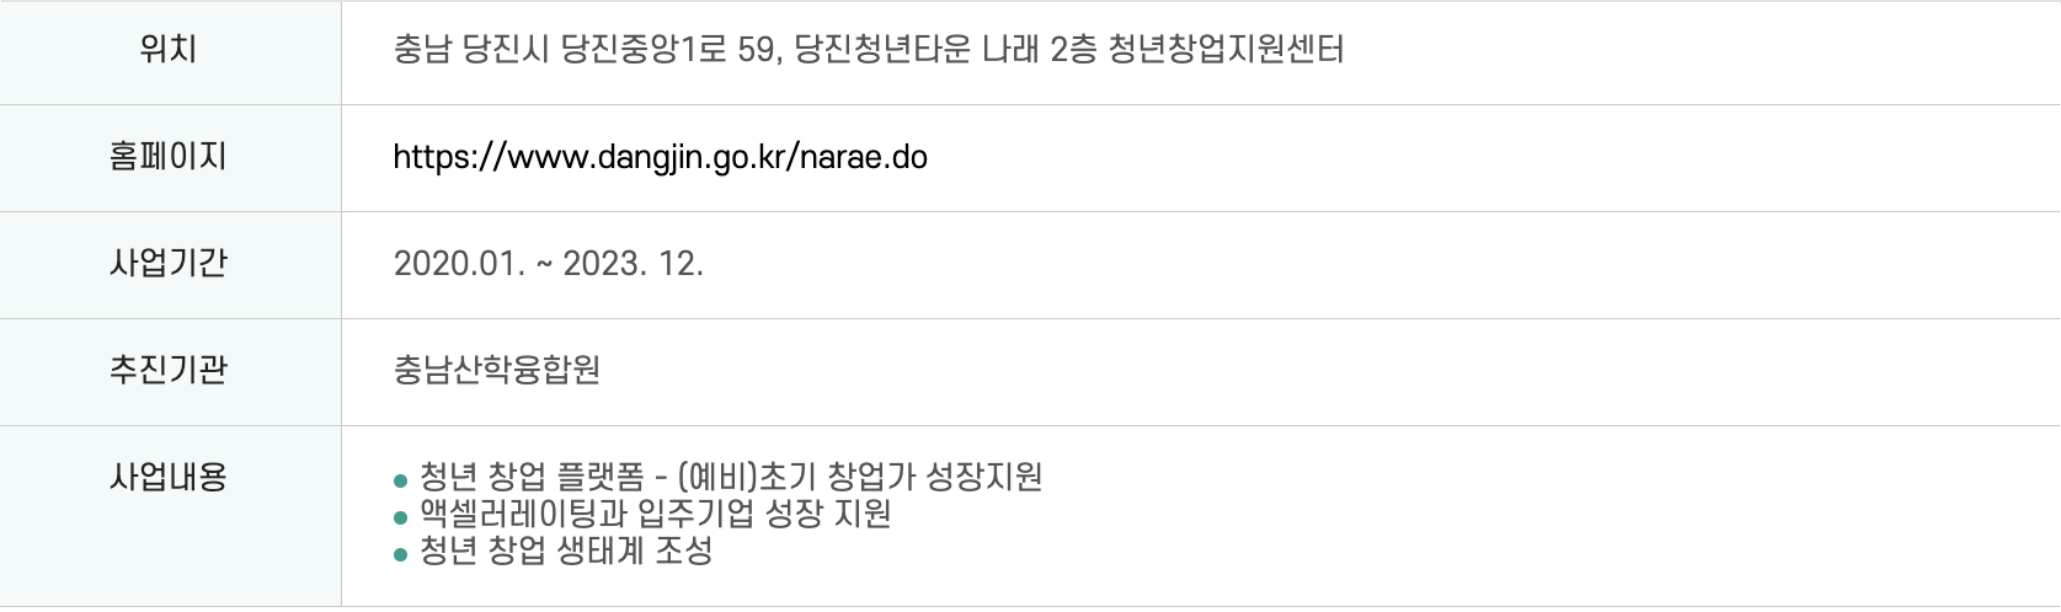 위치 충남 당진시 당진중앙1로 59, 당진청년타운 나래 2층 청년창업지원센터
홈페이지 https://www.dangjin.go.kr/narae.do
사업기간 2020.01. ~ 2023. 12.
추진기관 충남산학융합원
사업내용 • 청년 창업 플랫폼 - (예비)초기 창업가 성장지원
• 액셀러레이팅과 입주기업 성장 지원
• 청년 창업 생태계 조성